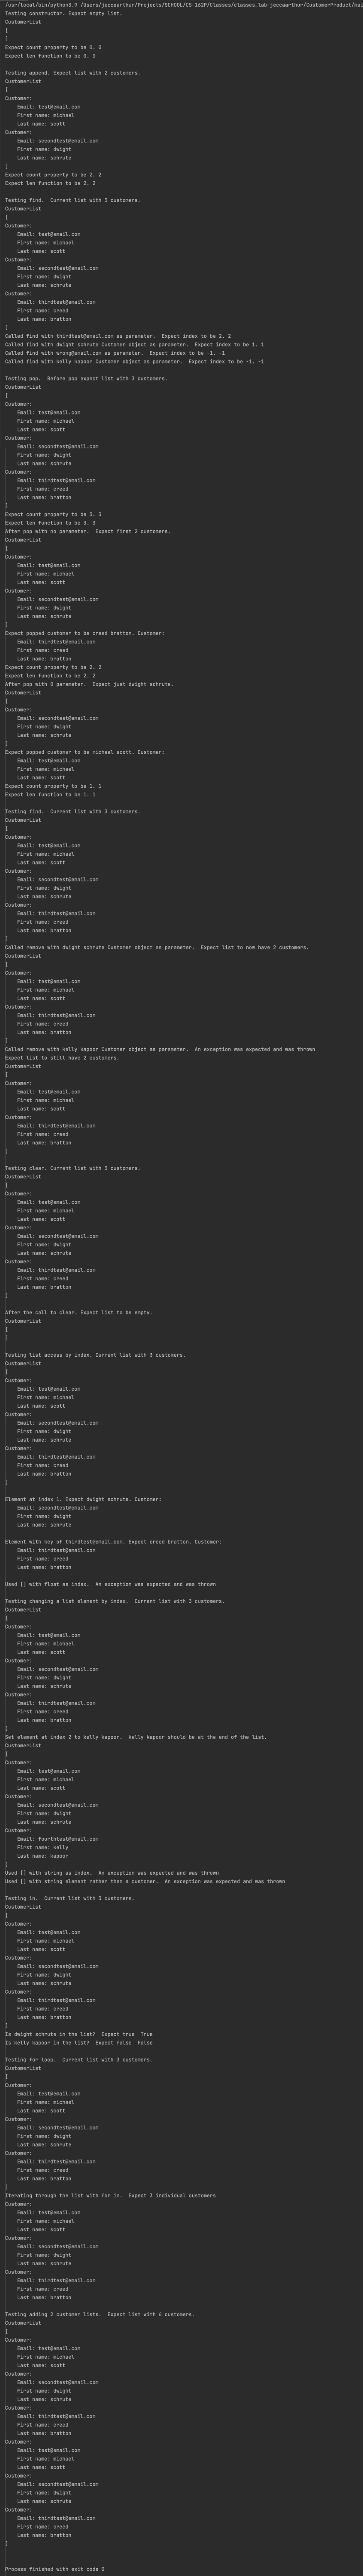 /usr/local/bin/python3.9 /Users/jeccaarthur/Projects/SCHOOL/CS-162P/Classes/classes_lab-jeccaarthur/CustomerProduct/mai
Testing constructor. Expect empty list.
CustomerList
[
]
Expect count property to be 0. 0
Expect len function to be 0. 0
Testing append. Expect list with 2 customers.
CustomerList
[
Customer:
Email: test@email.com
First name: michael
Last name: scott
Customer:
Email: secondtest@email.com
First name: dwight
Last name: schrute
]
Expect count property to be 2. 2
Expect len function to be 2. 2
Testing find.  Current list with 3 customers.
CustomerList
[
Customer:
Email: test@email.com
First name: michael
Last name: scott
Customer:
Email: secondtest@email.com
First name: dwight
Last name: schrute
Customer:
Email: thirdtest@email.com
First name: creed
Last name: bratton
]
Called find with thirdtest@email.com as parameter.  Expect index to be 2. 2
Called find with dwight schrute Customer object as parameter.  Expect index to be 1. 1
Called find with wrong@email.com as parameter.  Expect index to be -1. -1
Called find with kelly kapoor Customer object as parameter.  Expect index to be -1. -1
Testing pop.  Before pop expect list with 3 customers.
CustomerList
[
Customer:
Email: test@email.com
First name: michael
Last name: scott
Customer:
Email: secondtest@email.com
First name: dwight
Last name: schrute
Customer:
Email: thirdtest@email.com
First name: creed
Last name: bratton
]
Expect count property to be 3. 3
Expect len function to be 3. 3
After pop with no parameter.  Expect first 2 customers.
CustomerList
[
Customer:
Email: test@email.com
First name: michael
Last name: scott
Customer:
Email: secondtest@email.com
First name: dwight
Last name: schrute
]
Expect popped customer to be creed bratton. Customer:
Email: thirdtest@email.com
First name: creed
Last name: bratton
Expect count property to be 2. 2
Expect len function to be 2. 2
After pop with 0 parameter.  Expect just dwight schrute.
CustomerList
[
Customer:
Email: secondtest@email.com
First name: dwight
Last name: schrute
]
Expect popped customer to be michael scott. Customer:
Email: test@email.com
First name: michael
Last name: scott
Expect count property to be 1. 1
Expect len function to be 1. 1
Testing find.  Current list with 3 customers.
CustomerList
[
Customer:
Email: test@email.com
First name: michael
Last name: scott
Customer:
Email: secondtest@email.com
First name: dwight
Last name: schrute
Customer:
Email: thirdtest@email.com
First name: creed
Last name: bratton
]
Called remove with dwight schrute Customer object as parameter.  Expect list to now have 2 customers.
CustomerList
[
Customer:
Email: test@email.com
First name: michael
Last name: scott
Customer:
Email: thirdtest@email.com
First name: creed
Last name: bratton
]
Called remove with kelly kapoor Customer object as parameter.  An exception was expected and was thrown
Expect list to still have 2 customers.
CustomerList
[
Customer:
Email: test@email.com
First name: michael
Last name: scott
Customer:
Email: thirdtest@email.com
First name: creed
Last name: bratton
]
Testing clear. Current list with 3 customers.
CustomerList
[
Customer:
Email: test@email.com
First name: michael
Last name: scott
Customer:
Email: secondtest@email.com
First name: dwight
Last name: schrute
Customer:
Email: thirdtest@email.com
First name: creed
Last name: bratton
]
After the call to clear. Expect list to be empty.
CustomerList
[
]
Testing list access by index. Current list with 3 customers.
CustomerList
[
Customer:
Email: test@email.com
First name: michael
Last name: scott
Customer:
Email: secondtest@email.com
First name: dwight
Last name: schrute
Customer:
Email: thirdtest@email.com
First name: creed
Last name: bratton
]
Element at index 1. Expect dwight schrute. Customer:
Email: secondtest@email.com
First name: dwight
Last name: schrute
Element with key of thirdtest@email.com. Expect creed bratton. Customer:
Email: thirdtest@email.com
First name: creed
Last name: bratton
Used [] with float as index.  An exception was expected and was thrown
Testing changing a list element by index.  Current list with 3 customers.
CustomerList
[
Customer:
Email: test@email.com
First name: michael
Last name: scott
Customer:
Email: secondtest@email.com
First name: dwight
Last name: schrute
Customer:
Email: thirdtest@email.com
First name: creed
Last name: bratton
]
Set element at index 2 to kelly kapoor.  kelly kapoor should be at the end of the list.
CustomerList
[
Customer:
Email: test@email.com
First name: michael
Last name: scott
Customer:
Email: secondtest@email.com
First name: dwight
Last name: schrute
Customer:
Email: fourthtest@email.com
First name: kelly
Last name: kapoor
]
Used [] with string as index.  An exception was expected and was thrown
Used [] with string element rather than a customer.  An exception was expected and was thrown
Testing in.  Current list with 3 customers.
CustomerList
[
Customer:
Email: test@email.com
First name: michael
Last name: scott
Customer:
Email: secondtest@email.com
First name: dwight
Last name: schrute
Customer:
Email: thirdtest@email.com
First name: creed
Last name: bratton
]
Is dwight schrute in the list?  Expect true  True
Is kelly kapoor in the list?  Expect false  False
Testing for loop.  Current list with 3 customers.
CustomerList
[
Customer:
Email: test@email.com
First name: michael
Last name: scott
Customer:
Email: secondtest@email.com
First name: dwight
Last name: schrute
Customer:
Email: thirdtest@email.com
First name: creed
Last name: bratton
]
Iterating through the list with for in.  Expect 3 individual customers
Customer:
Email: test@email.com
First name: michael
Last name: scott
Customer:
Email: secondtest@email.com
First name: dwight
Last name: schrute
Customer:
Email: thirdtest@email.com
First name: creed
Last name: bratton
Testing adding 2 customer lists.  Expect list with 6 customers.
CustomerList
[
Customer:
Email: test@email.com
First name: michael
Last name: scott
Customer:
Email: secondtest@email.com
First name: dwight
Last name: schrute
Customer:
Email: thirdtest@email.com
First name: creed
Last name: bratton
Customer:
Email: test@email.com
First name: michael
Last name: scott
Customer:
Email: secondtest@email.com
First name: dwight
Last name: schrute
Customer:
Email: thirdtest@email.com
First name: creed
Last name: bratton
]
Process finished with exit code 0